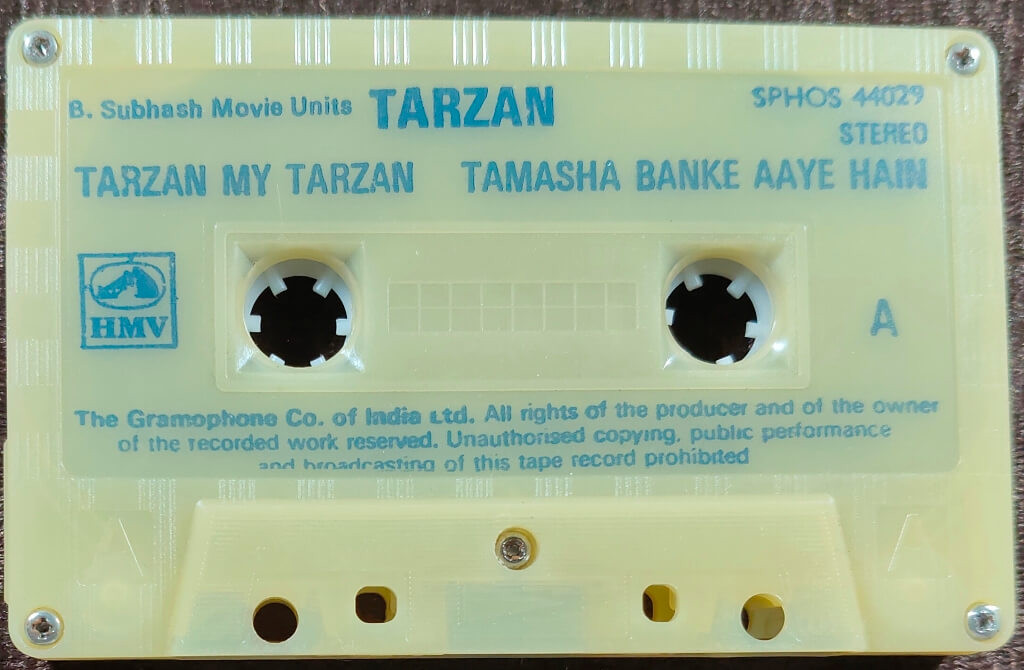 B. Subhash Movie Units TARZAN SPHOS 44029
STEREO
TARZAN MY TARZAN TAMASHA BANKE AAYE HAIN
HMV
A
The Gramophone Co. of India Ltd. All rights of the producer and of the owner
of the recorded work reserved. Unauthorised copying, public performance
and broadcasting of this tape record prohibited